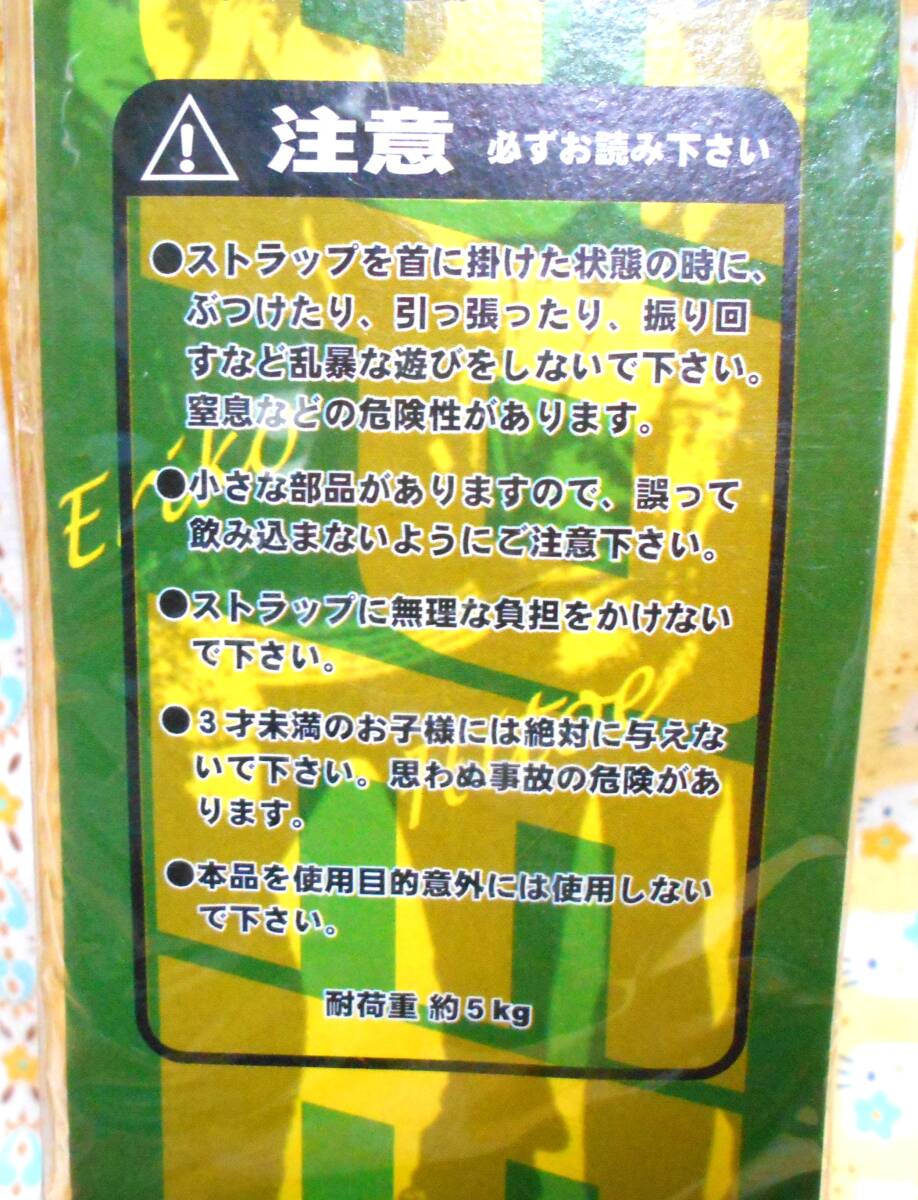 注意 必ずお読み下さい
●ストラップを首に掛けた状態の時に、
ぶつけたり、引っ張ったり、振り回
すなど乱暴な遊びをしないで下さい。
窒息などの危険性があります。
Eriko
●小さな部品がありますので、誤って
飲み込まないようにご注意下さい。
●ストラップに無理な負担をかけない
で下さい。
●3才未満のお子様には絶対に与えな
いで下さい。思わぬ事故の危険があ
ります。
●本品を使用目的意外には使用しない
で下さい。
耐荷重 約5kg